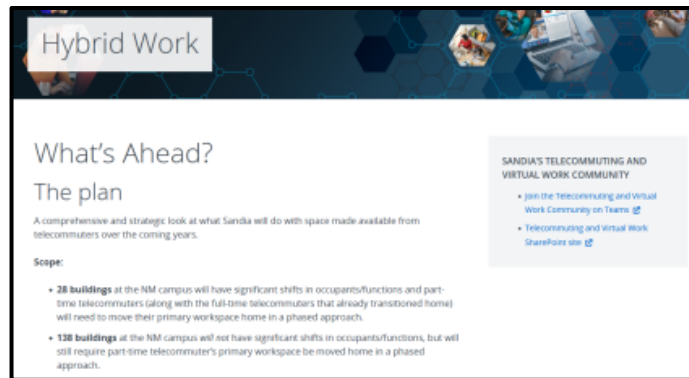 Hybrid Work
What's Ahead?
The plan
A comprehensive and strategic look at what Sandia will do with space made available from
telecommuters over the coming years.
Scope:
• 28 buildings at the NM campus will have significant shifts in occupants/functions and part-
time telecommuters (along with the full-time telecommuters that already transitioned home)
will need to move their primary workspace home in a phased approach.
• 138 buildings at the NM campus will not have significant shifts in occupants/functions, but will
still require part-time telecommuter's primary workspace be moved home in a phased
approach.
SANDIA'S TELECOMMUTING AND
VIRTUAL WORK COMMUNITY
• Join the Telecommuting and Virtual
Work Community on Teams
• Telecommuting and Virtual Work
SharePoint site